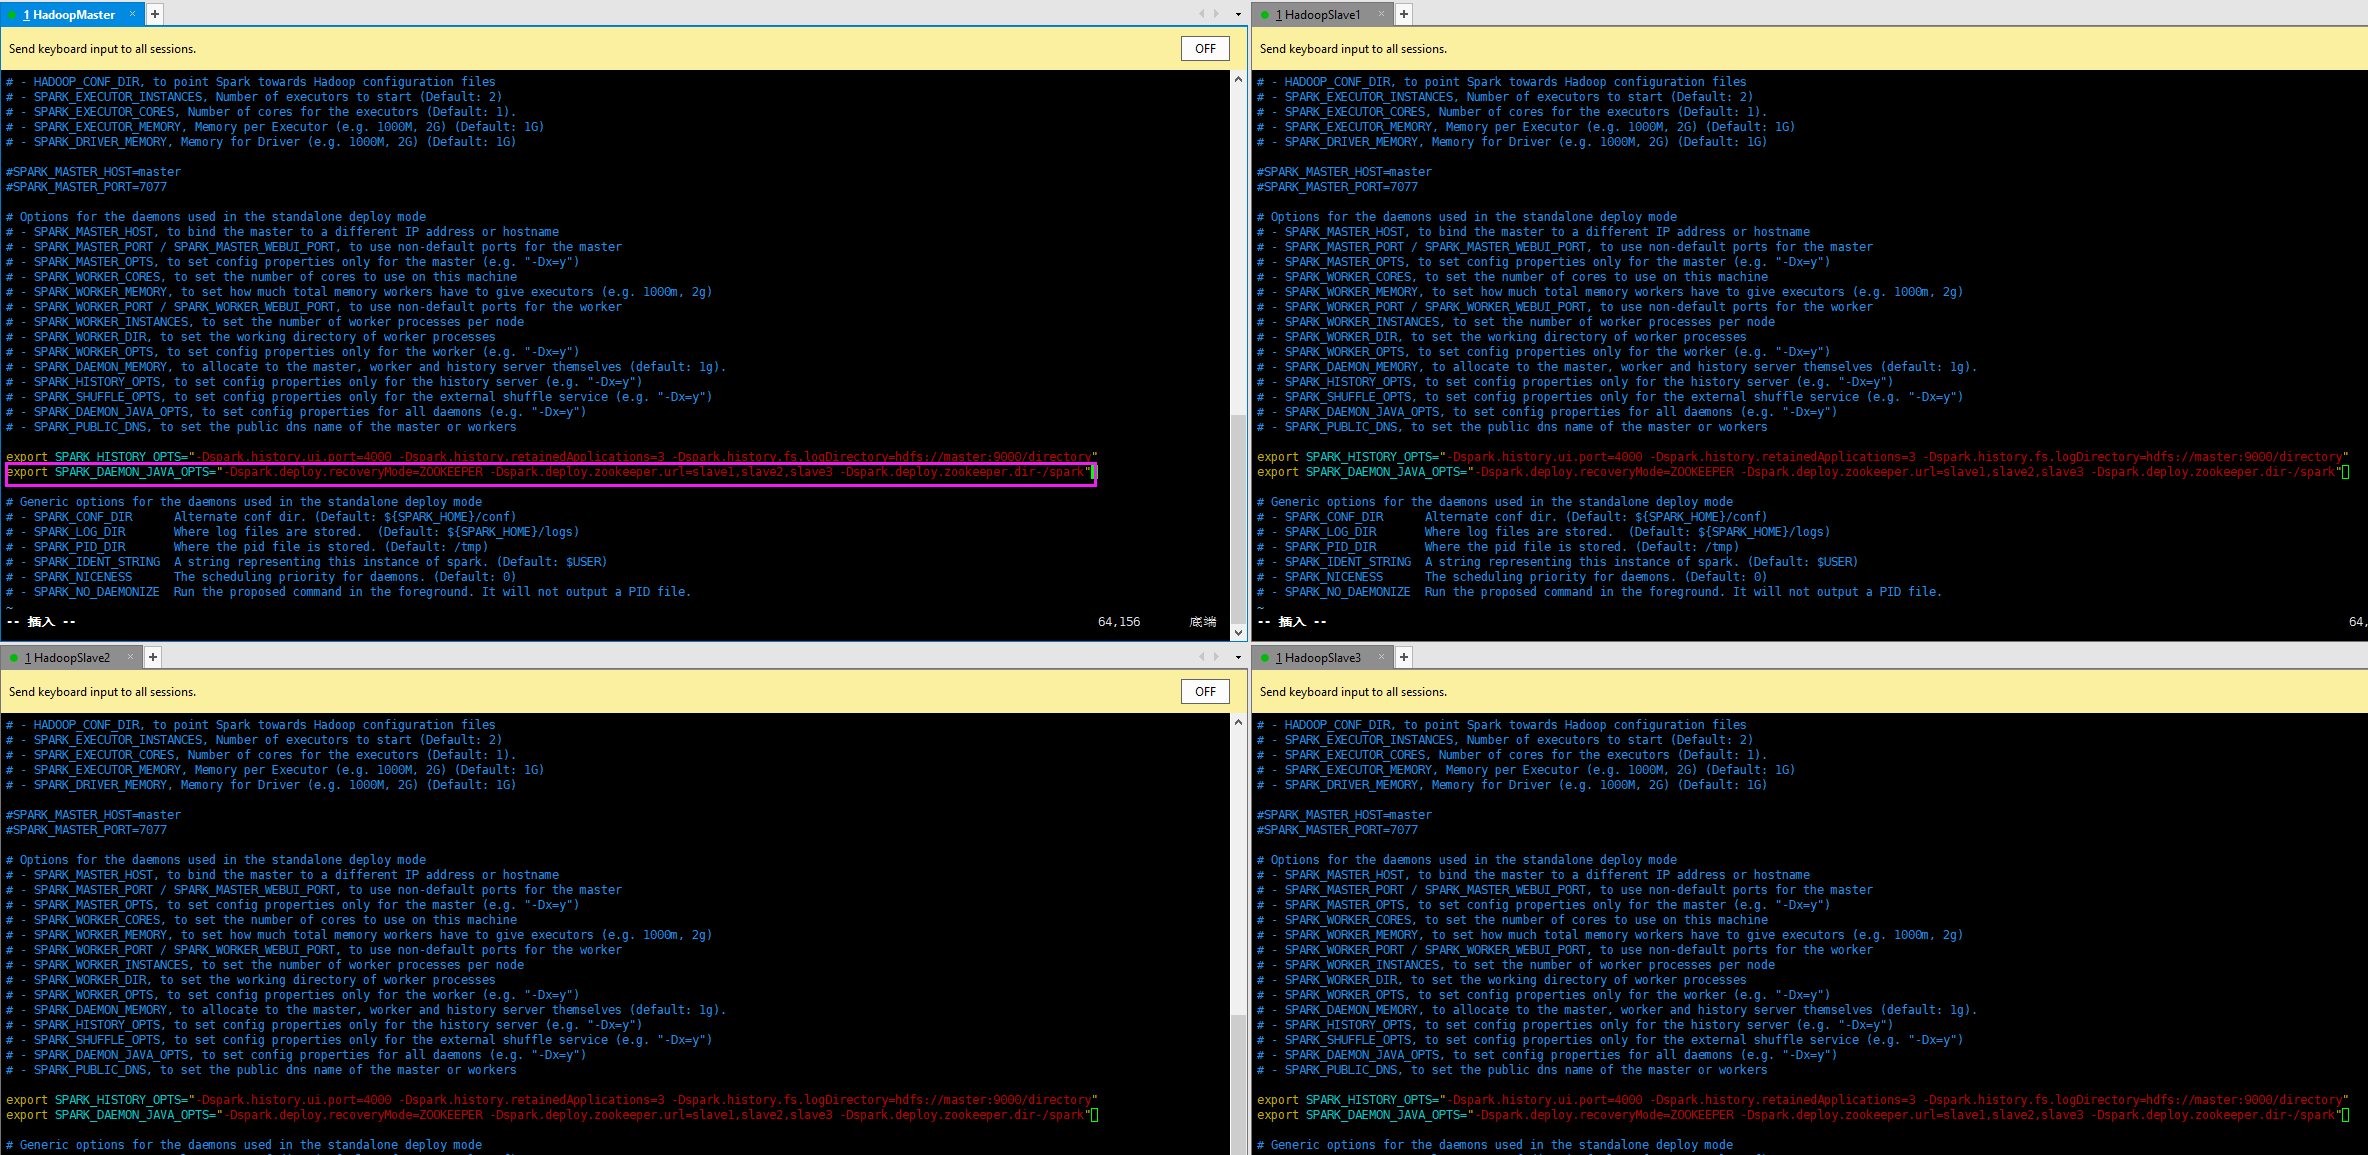 1 HadoopMaster × +
Send keyboard input to all sessions.
OFF
# - HADOOP_CONF_DIR, to point Spark towards Hadoop configuration files
# - SPARK_EXECUTOR_INSTANCES, Number of executors to start (Default: 2)
# - SPARK_EXECUTOR_CORES, Number of cores for the executors (Default: 1).
# - SPARK_EXECUTOR_MEMORY, Memory per Executor (e.g. 1000M, 2G) (Default: 1G)
# - SPARK_DRIVER_MEMORY, Memory for Driver (e.g. 1000M, 2G) (Default: 1G)
#SPARK_MASTER_HOST=master
#SPARK_MASTER_PORT=7077
# Options for the daemons used in the standalone deploy mode
# - SPARK_MASTER_HOST, to bind the master to a different IP address or hostname
# - SPARK_MASTER_PORT / SPARK_MASTER_WEBUI_PORT, to use non-default ports for the master
# - SPARK_MASTER_OPTS, to set config properties only for the master (e.g. "-Dx=y")
# - SPARK_WORKER_CORES, to set the number of cores to use on this machine
# - SPARK_WORKER_MEMORY, to set how much total memory workers have to give executors (e.g. 1000m, 2g)
# - SPARK_WORKER_PORT / SPARK_WORKER_WEBUI_PORT, to use non-default ports for the worker
# - SPARK_WORKER_INSTANCES, to set the number of worker processes per node
# - SPARK_WORKER_DIR, to set the working directory of worker processes
# - SPARK_WORKER_OPTS, to set config properties only for the worker (e.g. "-Dx=y")
# - SPARK_DAEMON_MEMORY, to allocate to the master, worker and history server themselves (default: 1g).
# - SPARK_HISTORY_OPTS, to set config properties only for the history server (e.g. "-Dx=y")
# - SPARK_SHUFFLE_OPTS, to set config properties only for the external shuffle service (e.g. "-Dx=y")
# - SPARK_DAEMON_JAVA_OPTS, to set config properties for all daemons (e.g. "-Dx=y")
# - SPARK_PUBLIC_DNS, to set the public dns name of the master or workers
export SPARK_HISTORY_OPTS="-Dspark.history.ui.port=4000 -Dspark.history.retainedApplications=3 -Dspark.history.fs.logDirectory=hdfs://master:9000/directory"
export SPARK_DAEMON_JAVA_OPTS="-Dspark.deploy.recoveryMode=ZOOKEEPER -Dspark.deploy.zookeeper.url=slave1,slave2,slave3 -Dspark.deploy.zookeeper.dir-/spark"
# Generic options for the daemons used in the standalone deploy mode
# - SPARK_CONF_DIR      Alternate conf dir. (Default: ${SPARK_HOME}/conf)
# - SPARK_LOG_DIR       Where log files are stored.  (Default: ${SPARK_HOME}/logs)
# - SPARK_PID_DIR       Where the pid file is stored. (Default: /tmp)
# - SPARK_IDENT_STRING  A string representing this instance of spark. (Default: $USER)
# - SPARK_NICENESS      The scheduling priority for daemons. (Default: 0)
# - SPARK_NO_DAEMONIZE  Run the proposed command in the foreground. It will not output a PID file.
~
-- 插入 --    64,156    底端
1 HadoopSlave1 × +
Send keyboard input to all sessions.
# - HADOOP_CONF_DIR, to point Spark towards Hadoop configuration files
# - SPARK_EXECUTOR_INSTANCES, Number of executors to start (Default: 2)
# - SPARK_EXECUTOR_CORES, Number of cores for the executors (Default: 1).
# - SPARK_EXECUTOR_MEMORY, Memory per Executor (e.g. 1000M, 2G) (Default: 1G)
# - SPARK_DRIVER_MEMORY, Memory for Driver (e.g. 1000M, 2G) (Default: 1G)
#SPARK_MASTER_HOST=master
#SPARK_MASTER_PORT=7077
# Options for the daemons used in the standalone deploy mode
# - SPARK_MASTER_HOST, to bind the master to a different IP address or hostname
# - SPARK_MASTER_PORT / SPARK_MASTER_WEBUI_PORT, to use non-default ports for the master
# - SPARK_MASTER_OPTS, to set config properties only for the master (e.g. "-Dx=y")
# - SPARK_WORKER_CORES, to set the number of cores to use on this machine
# - SPARK_WORKER_MEMORY, to set how much total memory workers have to give executors (e.g. 1000m, 2g)
# - SPARK_WORKER_PORT / SPARK_WORKER_WEBUI_PORT, to use non-default ports for the worker
# - SPARK_WORKER_INSTANCES, to set the number of worker processes per node
# - SPARK_WORKER_DIR, to set the working directory of worker processes
# - SPARK_WORKER_OPTS, to set config properties only for the worker (e.g. "-Dx=y")
# - SPARK_DAEMON_MEMORY, to allocate to the master, worker and history server themselves (default: 1g).
# - SPARK_HISTORY_OPTS, to set config properties only for the history server (e.g. "-Dx=y")
# - SPARK_SHUFFLE_OPTS, to set config properties only for the external shuffle service (e.g. "-Dx=y")
# - SPARK_DAEMON_JAVA_OPTS, to set config properties for all daemons (e.g. "-Dx=y")
# - SPARK_PUBLIC_DNS, to set the public dns name of the master or workers
export SPARK_HISTORY_OPTS="-Dspark.history.ui.port=4000 -Dspark.history.retainedApplications=3 -Dspark.history.fs.logDirectory=hdfs://master:9000/directory"
export SPARK_DAEMON_JAVA_OPTS="-Dspark.deploy.recoveryMode=ZOOKEEPER -Dspark.deploy.zookeeper.url=slave1,slave2,slave3 -Dspark.deploy.zookeeper.dir-/spark"
# Generic options for the daemons used in the standalone deploy mode
# - SPARK_CONF_DIR      Alternate conf dir. (Default: ${SPARK_HOME}/conf)
# - SPARK_LOG_DIR       Where log files are stored.  (Default: ${SPARK_HOME}/logs)
# - SPARK_PID_DIR       Where the pid file is stored. (Default: /tmp)
# - SPARK_IDENT_STRING  A string representing this instance of spark. (Default: $USER)
# - SPARK_NICENESS      The scheduling priority for daemons. (Default: 0)
# - SPARK_NO_DAEMONIZE  Run the proposed command in the foreground. It will not output a PID file.
~
-- 插入 --    64,
1 HadoopSlave2 × +
Send keyboard input to all sessions.
OFF
# - HADOOP_CONF_DIR, to point Spark towards Hadoop configuration files
# - SPARK_EXECUTOR_INSTANCES, Number of executors to start (Default: 2)
# - SPARK_EXECUTOR_CORES, Number of cores for the executors (Default: 1).
# - SPARK_EXECUTOR_MEMORY, Memory per Executor (e.g. 1000M, 2G) (Default: 1G)
# - SPARK_DRIVER_MEMORY, Memory for Driver (e.g. 1000M, 2G) (Default: 1G)
#SPARK_MASTER_HOST=master
#SPARK_MASTER_PORT=7077
# Options for the daemons used in the standalone deploy mode
# - SPARK_MASTER_HOST, to bind the master to a different IP address or hostname
# - SPARK_MASTER_PORT / SPARK_MASTER_WEBUI_PORT, to use non-default ports for the master
# - SPARK_MASTER_OPTS, to set config properties only for the master (e.g. "-Dx=y")
# - SPARK_WORKER_CORES, to set the number of cores to use on this machine
# - SPARK_WORKER_MEMORY, to set how much total memory workers have to give executors (e.g. 1000m, 2g)
# - SPARK_WORKER_PORT / SPARK_WORKER_WEBUI_PORT, to use non-default ports for the worker
# - SPARK_WORKER_INSTANCES, to set the number of worker processes per node
# - SPARK_WORKER_DIR, to set the working directory of worker processes
# - SPARK_WORKER_OPTS, to set config properties only for the worker (e.g. "-Dx=y")
# - SPARK_DAEMON_MEMORY, to allocate to the master, worker and history server themselves (default: 1g).
# - SPARK_HISTORY_OPTS, to set config properties only for the history server (e.g. "-Dx=y")
# - SPARK_SHUFFLE_OPTS, to set config properties only for the external shuffle service (e.g. "-Dx=y")
# - SPARK_DAEMON_JAVA_OPTS, to set config properties for all daemons (e.g. "-Dx=y")
# - SPARK_PUBLIC_DNS, to set the public dns name of the master or workers
export SPARK_HISTORY_OPTS="-Dspark.history.ui.port=4000 -Dspark.history.retainedApplications=3 -Dspark.history.fs.logDirectory=hdfs://master:9000/directory"
export SPARK_DAEMON_JAVA_OPTS="-Dspark.deploy.recoveryMode=ZOOKEEPER -Dspark.deploy.zookeeper.url=slave1,slave2,slave3 -Dspark.deploy.zookeeper.dir-/spark"
# Generic options for the daemons used in the standalone deploy mode
1 HadoopSlave3 × +
Send keyboard input to all sessions.
# - HADOOP_CONF_DIR, to point Spark towards Hadoop configuration files
# - SPARK_EXECUTOR_INSTANCES, Number of executors to start (Default: 2)
# - SPARK_EXECUTOR_CORES, Number of cores for the executors (Default: 1).
# - SPARK_EXECUTOR_MEMORY, Memory per Executor (e.g. 1000M, 2G) (Default: 1G)
# - SPARK_DRIVER_MEMORY, Memory for Driver (e.g. 1000M, 2G) (Default: 1G)
#SPARK_MASTER_HOST=master
#SPARK_MASTER_PORT=7077
# Options for the daemons used in the standalone deploy mode
# - SPARK_MASTER_HOST, to bind the master to a different IP address or hostname
# - SPARK_MASTER_PORT / SPARK_MASTER_WEBUI_PORT, to use non-default ports for the master
# - SPARK_MASTER_OPTS, to set config properties only for the master (e.g. "-Dx=y")
# - SPARK_WORKER_CORES, to set the number of cores to use on this machine
# - SPARK_WORKER_MEMORY, to set how much total memory workers have to give executors (e.g. 1000m, 2g)
# - SPARK_WORKER_PORT / SPARK_WORKER_WEBUI_PORT, to use non-default ports for the worker
# - SPARK_WORKER_INSTANCES, to set the number of worker processes per node
# - SPARK_WORKER_DIR, to set the working directory of worker processes
# - SPARK_WORKER_OPTS, to set config properties only for the worker (e.g. "-Dx=y")
# - SPARK_DAEMON_MEMORY, to allocate to the master, worker and history server themselves (default: 1g).
# - SPARK_HISTORY_OPTS, to set config properties only for the history server (e.g. "-Dx=y")
# - SPARK_SHUFFLE_OPTS, to set config properties only for the external shuffle service (e.g. "-Dx=y")
# - SPARK_DAEMON_JAVA_OPTS, to set config properties for all daemons (e.g. "-Dx=y")
# - SPARK_PUBLIC_DNS, to set the public dns name of the master or workers
export SPARK_HISTORY_OPTS="-Dspark.history.ui.port=4000 -Dspark.history.retainedApplications=3 -Dspark.history.fs.logDirectory=hdfs://master:9000/directory"
export SPARK_DAEMON_JAVA_OPTS="-Dspark.deploy.recoveryMode=ZOOKEEPER -Dspark.deploy.zookeeper.url=slave1,slave2,slave3 -Dspark.deploy.zookeeper.dir-/spark"
# Generic options for the daemons used in the standalone deploy mode